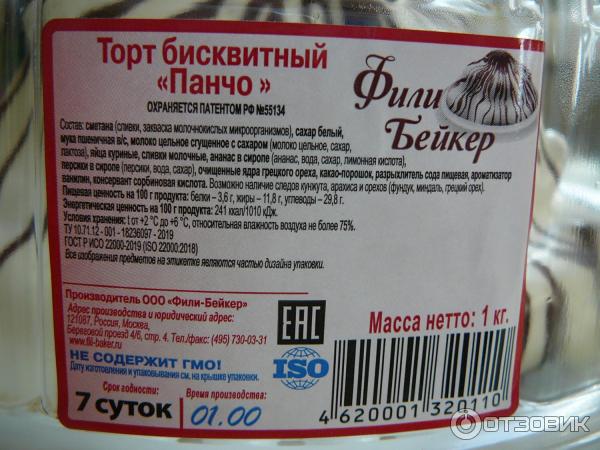 Торт бисквитный
«Панчо »
ОХРАНЯЕТСЯ ПАТЕНТОМ РФ №55134
Фили
Бейкер
Состав: сметана (сливки, закваска молочнокислых микроорганизмов), сахар белый,
мука пшеничная в/с, молоко цельное сгущенное с сахаром (молоко цельное, сахар,
лактоза), яйца куриные, сливки молочные, ананас в сиропе (ананас, вода, сахар, лимонная кислота),
персики в сиропе (персики, вода, сахар), очищенные ядра грецкого ореха, какао-порошок, разрыхлитель сода пищевая, ароматизатор
ванилин, консервант сорбиновая кислота. Возможно наличие следов кунжута, арахиса и орехов (фундук, миндаль, грецкий орех).
Пищевая ценность на 100 г продукта: белки – 3,6 г, жиры – 11,8 г, углеводы – 29,8 г.
Энергетическая ценность на 100 г продукта: 241 ккал/1010 кДж.
Условия хранения: t от +2 °С до +6 °С, относительная влажность воздуха не более 75%.
ТУ 10.71.12 - 001 - 18236097 - 2019
ГОСТ Р ИСО 22000-2019 (ISO 22000:2018)
Все изображения предметов на этикетке являются частью дизайна упаковки.
Производитель ООО «Фили-Бейкер»
Адрес производства и юридический адрес:
121087, Россия, Москва,
Береговой проезд 4/6, стр. 4. Тел./факс: (495) 730-03-31
www.fili-baker.ru
НЕ СОДЕРЖИТ ГМО!
Дату изготовления и упаковывания см. на крышке упаковки.
Срок годности:
7 суток
Время производства:
01.00
EAC
ISO
Масса нетто: 1 кг.
4 620001 320110
ОТЗОВИК